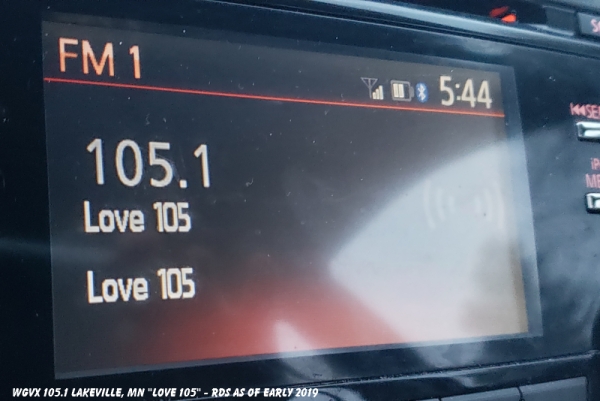 FM 1
5:44
105.1
Love 105
Love 105
WGVX 105.1 LAKEVILLE, MN "LOVE 105" - RDS AS OF EARLY 2019